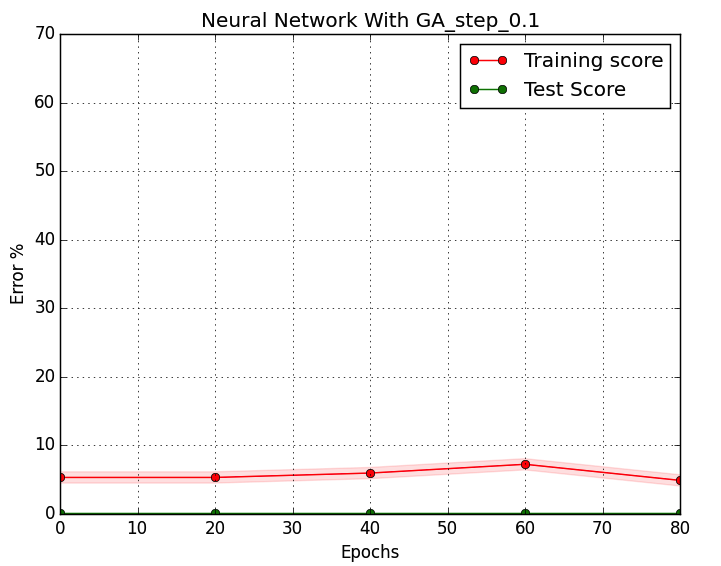 Neural Network With GA_step_0.1
Training score
Test Score
70
60
50
40
30
20
10
0
Error %
0 10 20 30 40 50 60 70 80
Epochs